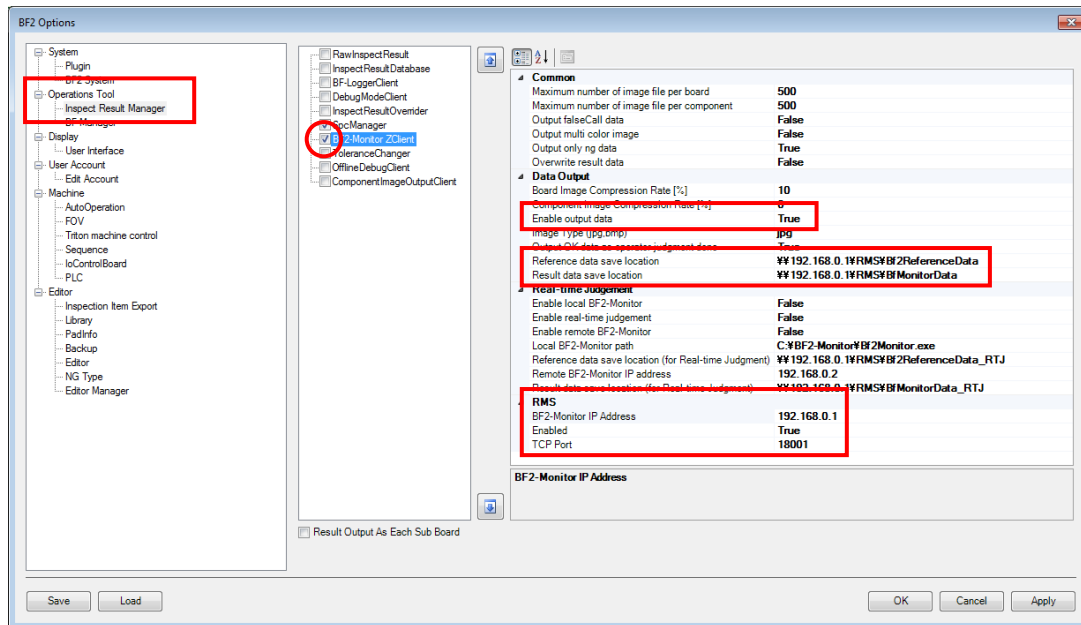 BF2 Options
System
Plugin
BF2 System
Operations Tool
Inspect Result Manager
BF Manager
Display
User Interface
User Account
Edit Account
Machine
AutoOperation
FOV
Triton machine control
Sequence
IoControlBoard
PLC
Editor
Inspection Item Export
Library
PadInfo
Backup
Editor
NG Type
Editor Manager
RawInspectResult
InspectResultDatabase
BF-LoggerClient
DebugModeClient
InspectResultOverrider
SpcManager
BF2-Monitor ZClient
ToleranceChanger
OfflineDebugClient
ComponentImageOutputClient
Result Output As Each Sub Board
Common
Maximum number of image file per board 500
Maximum number of image file per component 500
Output falseCall data False
Output multi color image False
Output only ng data True
Overwrite result data False
Data Output
Board Image Compression Rate [%] 10
Component Image Compression Rate [%]
Enable output data True
Image Type (jpg,bmp) jpg
Output OK data as operator judgment done True
Reference data save location ¥¥192.168.0.1¥RMS¥Bf2ReferenceData
Result data save location ¥¥192.168.0.1¥RMS¥BfMonitorData
Real-time Judgement
Enable local BF2-Monitor False
Enable real-time judgement False
Enable remote BF2-Monitor False
Local BF2-Monitor path C:¥BF2-Monitor¥Bf2Monitor.exe
Reference data save location (for Real-time Judgment) ¥¥192.168.0.1¥RMS¥Bf2ReferenceData_RTJ
Remote BF2-Monitor IP address 192.168.0.2
Result data save location (for Real-time Judgment) ¥¥192.168.0.1¥RMS¥BfMonitorData_RTJ
RMS
BF2-Monitor IP Address 192.168.0.1
Enabled True
TCP Port 18001
BF2-Monitor IP Address
Save Load OK Cancel Apply